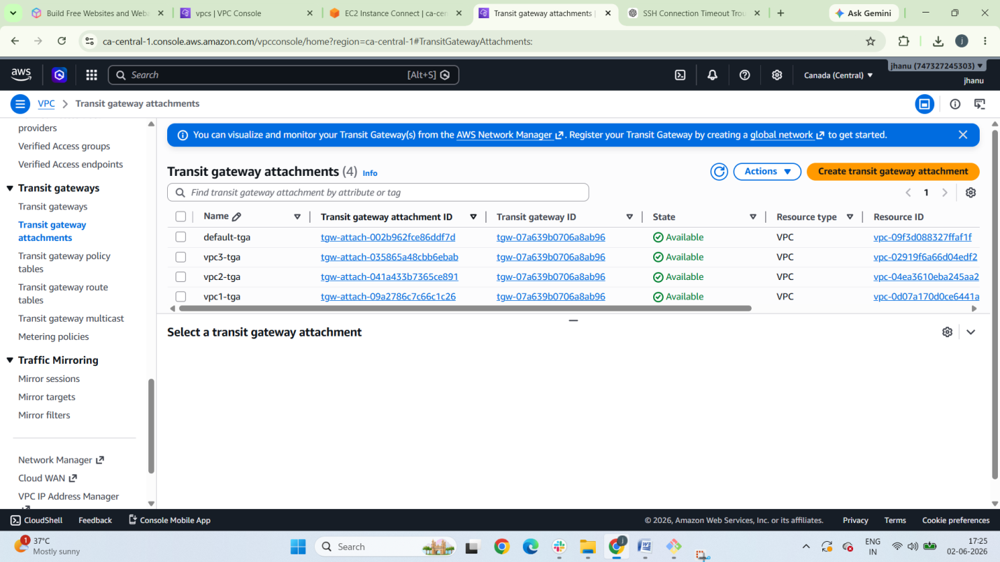 Build Free Websites and Weba
vpcs | VPC Console
EC2 Instance Connect | ca-cen
Transit gateway attachments |
SSH Connection Timeout Trou
Ask Gemini
ca-central-1.console.aws.amazon.com/vpcconsole/home?region=ca-central-1#TransitGatewayAttachments:
j
aws
Search
[Alt+S]
Canada (Central)
jhanu (747327245303)
jhanu
VPC
Transit gateway attachments
providers
Verified Access groups
Verified Access endpoints
Transit gateways
Transit gateways
Transit gateway
attachments
Transit gateway policy
tables
Transit gateway route
tables
Transit gateway multicast
Metering policies
Traffic Mirroring
Mirror sessions
Mirror targets
Mirror filters
Network Manager
Cloud WAN
VPC IP Address Manager
You can visualize and monitor your Transit Gateway(s) from the AWS Network Manager. Register your Transit Gateway by creating a global network to get started.
Transit gateway attachments (4) Info
Actions
Create transit gateway attachment
Find transit gateway attachment by attribute or tag
1
Name Transit gateway attachment ID Transit gateway ID State Resource type Resource ID
default-tga tgw-attach-002b962fce86ddf7d tgw-07a639b0706a8ab96 Available VPC vpc-09f3d088327ffaf1f
vpc3-tga tgw-attach-035865a48cbb6ebab tgw-07a639b0706a8ab96 Available VPC vpc-02919f6a66d04edf2
vpc2-tga tgw-attach-041a433b7365ce891 tgw-07a639b0706a8ab96 Available VPC vpc-04ea3610eba245aa2
vpc1-tga tgw-attach-09a2786c7c66c1c26 tgw-07a639b0706a8ab96 Available VPC vpc-0d07a170d0ce6441a
Select a transit gateway attachment
CloudShell
Feedback
Console Mobile App
© 2026, Amazon Web Services, Inc. or its affiliates.
Privacy
Terms
Cookie preferences
1
37°C
Mostly sunny
Search
j
ENG
IN
17:25
02-06-2026